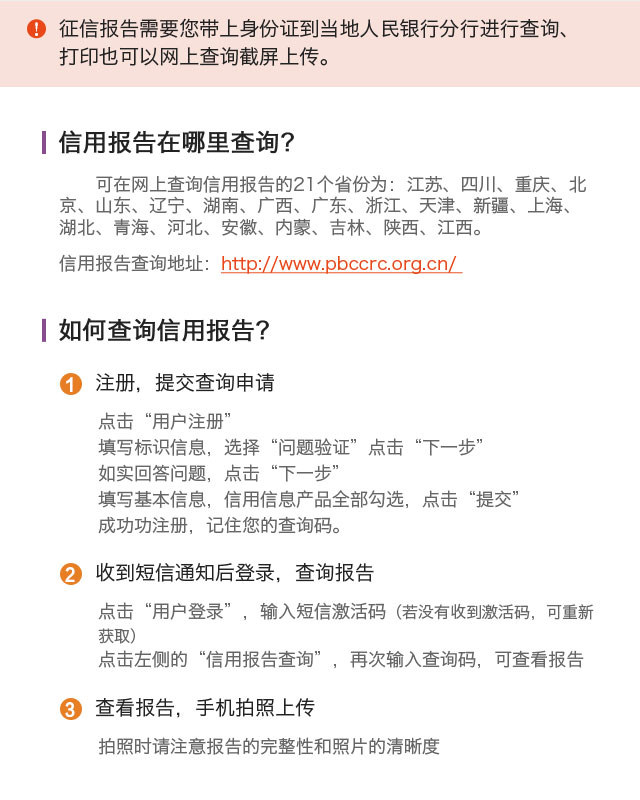 征信报告需要您带上身份证到当地人民银行分行进行查询、
打印也可以网上查询截屏上传。
信用报告在哪里查询?
可在网上查询信用报告的21个省份为：江苏、四川、重庆、北
京、山东、辽宁、湖南、广西、广东、浙江、天津、新疆、上海、
湖北、青海、河北、安徽、内蒙、吉林、陕西、江西。
信用报告查询地址：http://www.pbccrc.org.cn/
如何查询信用报告?
1 注册，提交查询申请
点击“用户注册”
填写标识信息，选择“问题验证”点击“下一步”
如实回答问题，点击“下一步”
填写基本信息，信用信息产品全部勾选，点击“提交”
成功功注册，记住您的查询码。
2 收到短信通知后登录，查询报告
点击“用户登录”，输入短信激活码（若没有收到激活码，可重新
获取）
点击左侧的“信用报告查询”，再次输入查询码，可查看报告
3 查看报告，手机拍照上传
拍照时请注意报告的完整性和照片的清晰度